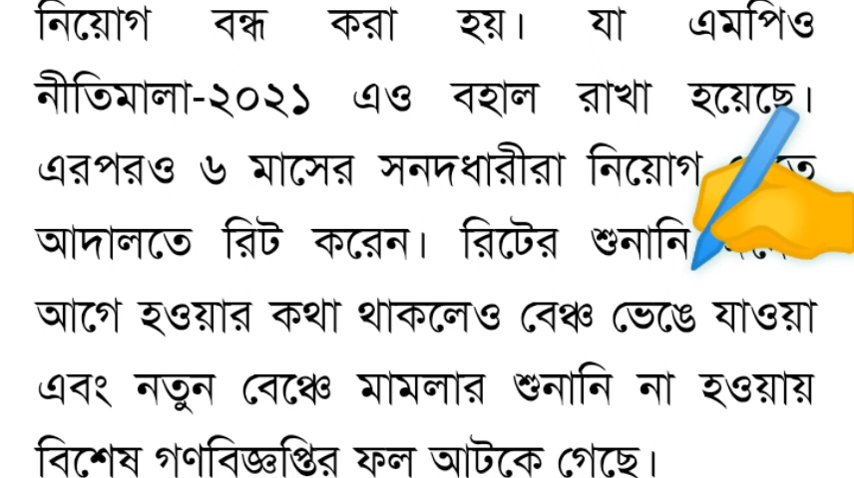 নিয়োগ বন্ধ করা হয়। যা এমপিও
নীতিমালা-২০২১ এও বহাল রাখা হয়েছে।
এরপরও ৬ মাসের সনদধারীরা নিয়োগ
আদালতে রিট করেন। রিটের শুনানি
আগে হওয়ার কথা থাকলেও বেঞ্চ ভেঙে যাওয়া
এবং নতুন বেঞ্চে মামলার শুনানি না হওয়ায়
বিশেষ গণবিজ্ঞপ্তির ফল আটকে গেছে।